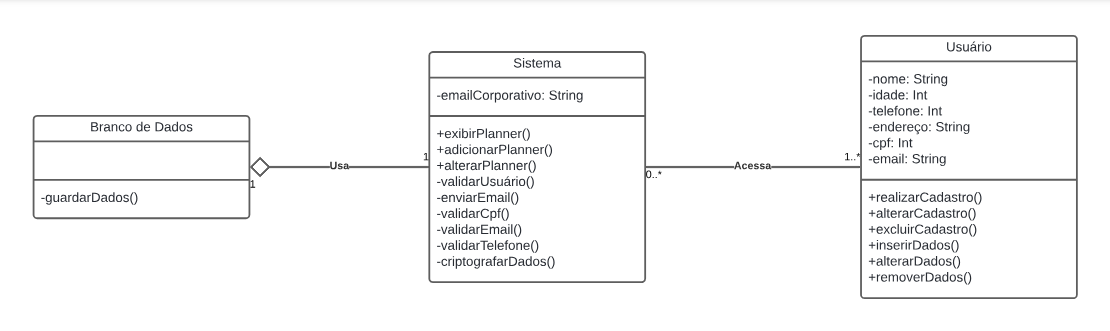 Branco de Dados
-guardarDados()
1
Usa
1
Sistema
-emailCorporativo: String
+exibirPlanner()
+adicionarPlanner()
+alterarPlanner()
-validarUsuário()
-enviarEmail()
-validarCpf()
-validarEmail()
-validarTelefone()
-criptografarDados()
0..*
Acessa
1..*
Usuário
-nome: String
-idade: Int
-telefone: Int
-endereço: String
-cpf: Int
-email: String
+realizarCadastro()
+alterarCadastro()
+excluirCadastro()
+inserirDados()
+alterarDados()
+removerDados()